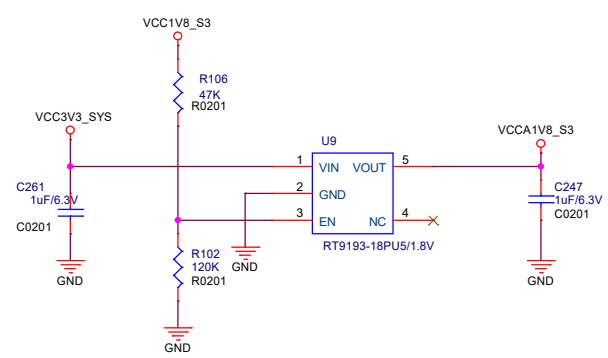 VCC1V8_S3
R106
47K
R0201
VCC3V3_SYS
U9
VCCA1V8_S3
1 VIN VOUT 5
C261
1uF/6.3V
C0201
2 GND
C247
1uF/6.3V
C0201
3 EN NC 4
R102
120K
R0201
RT9193-18PU5/1.8V
GND
GND
GND
GND